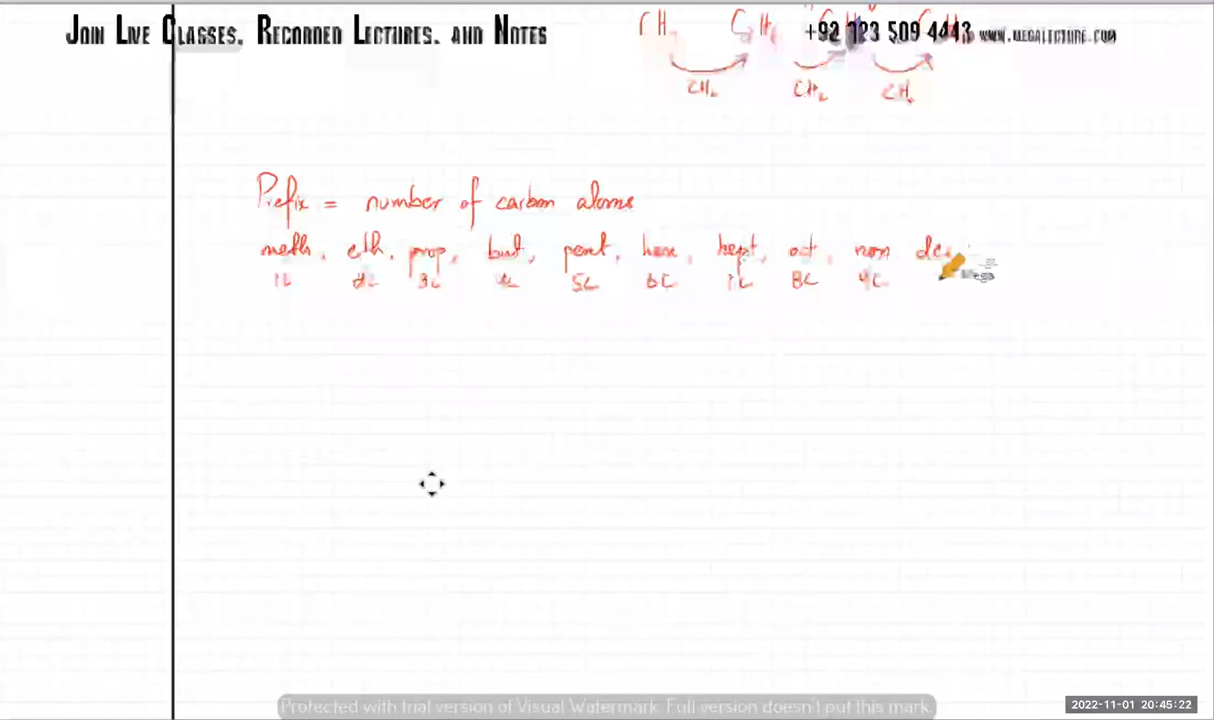 JOIN LIVE CLASSES, RECORDED LECTURES, AND NOTES +92 323 509 4443 WWW.MEGALECTURE.COM
CH₂ CH₂ CH₂
Prefix = number of carbon atoms
meth, eth, prop, but, pent, hex, hept, oct, non dec
1C 2C 3C 4C 5C 6C 7C 8C 9C
Protected with trial version of Visual Watermark. Full version doesn't put this mark.
2022-11-01 20:45:22